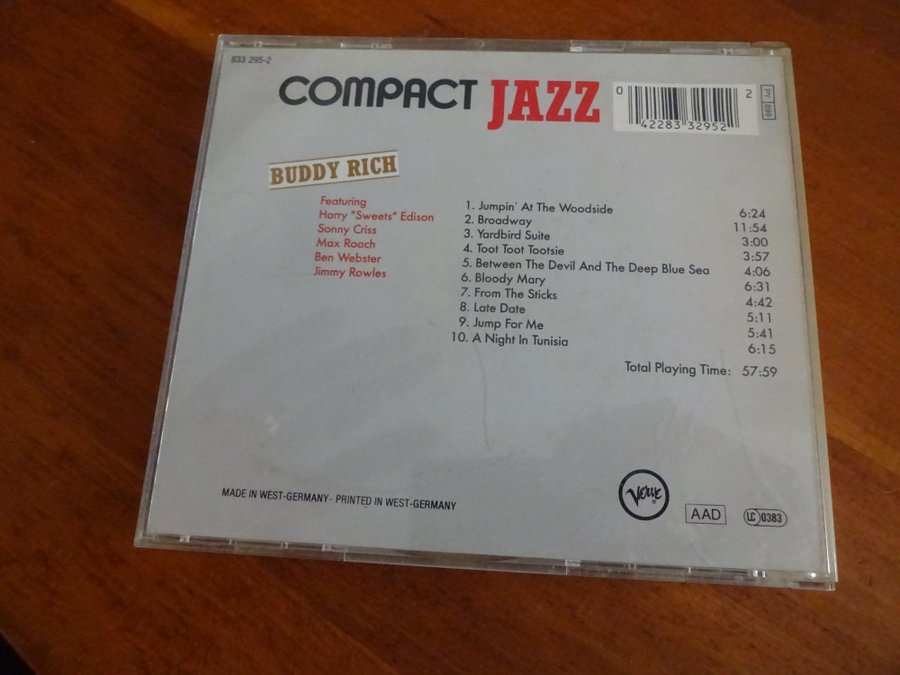 833 295-2
COMPACT JAZZ
0 42283 32952 2
PY 899
BUDDY RICH
Featuring
Harry "Sweets" Edison
Sonny Criss
Max Roach
Ben Webster
Jimmy Rowles
1. Jumpin' At The Woodside 6:24
2. Broadway 11:54
3. Yardbird Suite 3:00
4. Toot Toot Tootsie 3:57
5. Between The Devil And The Deep Blue Sea 4:06
6. Bloody Mary 6:31
7. From The Sticks 4:42
8. Late Date 5:11
9. Jump For Me 5:41
10. A Night In Tunisia 6:15
Total Playing Time: 57:59
MADE IN WEST-GERMANY · PRINTED IN WEST-GERMANY
VERVE
AAD
LC 0383